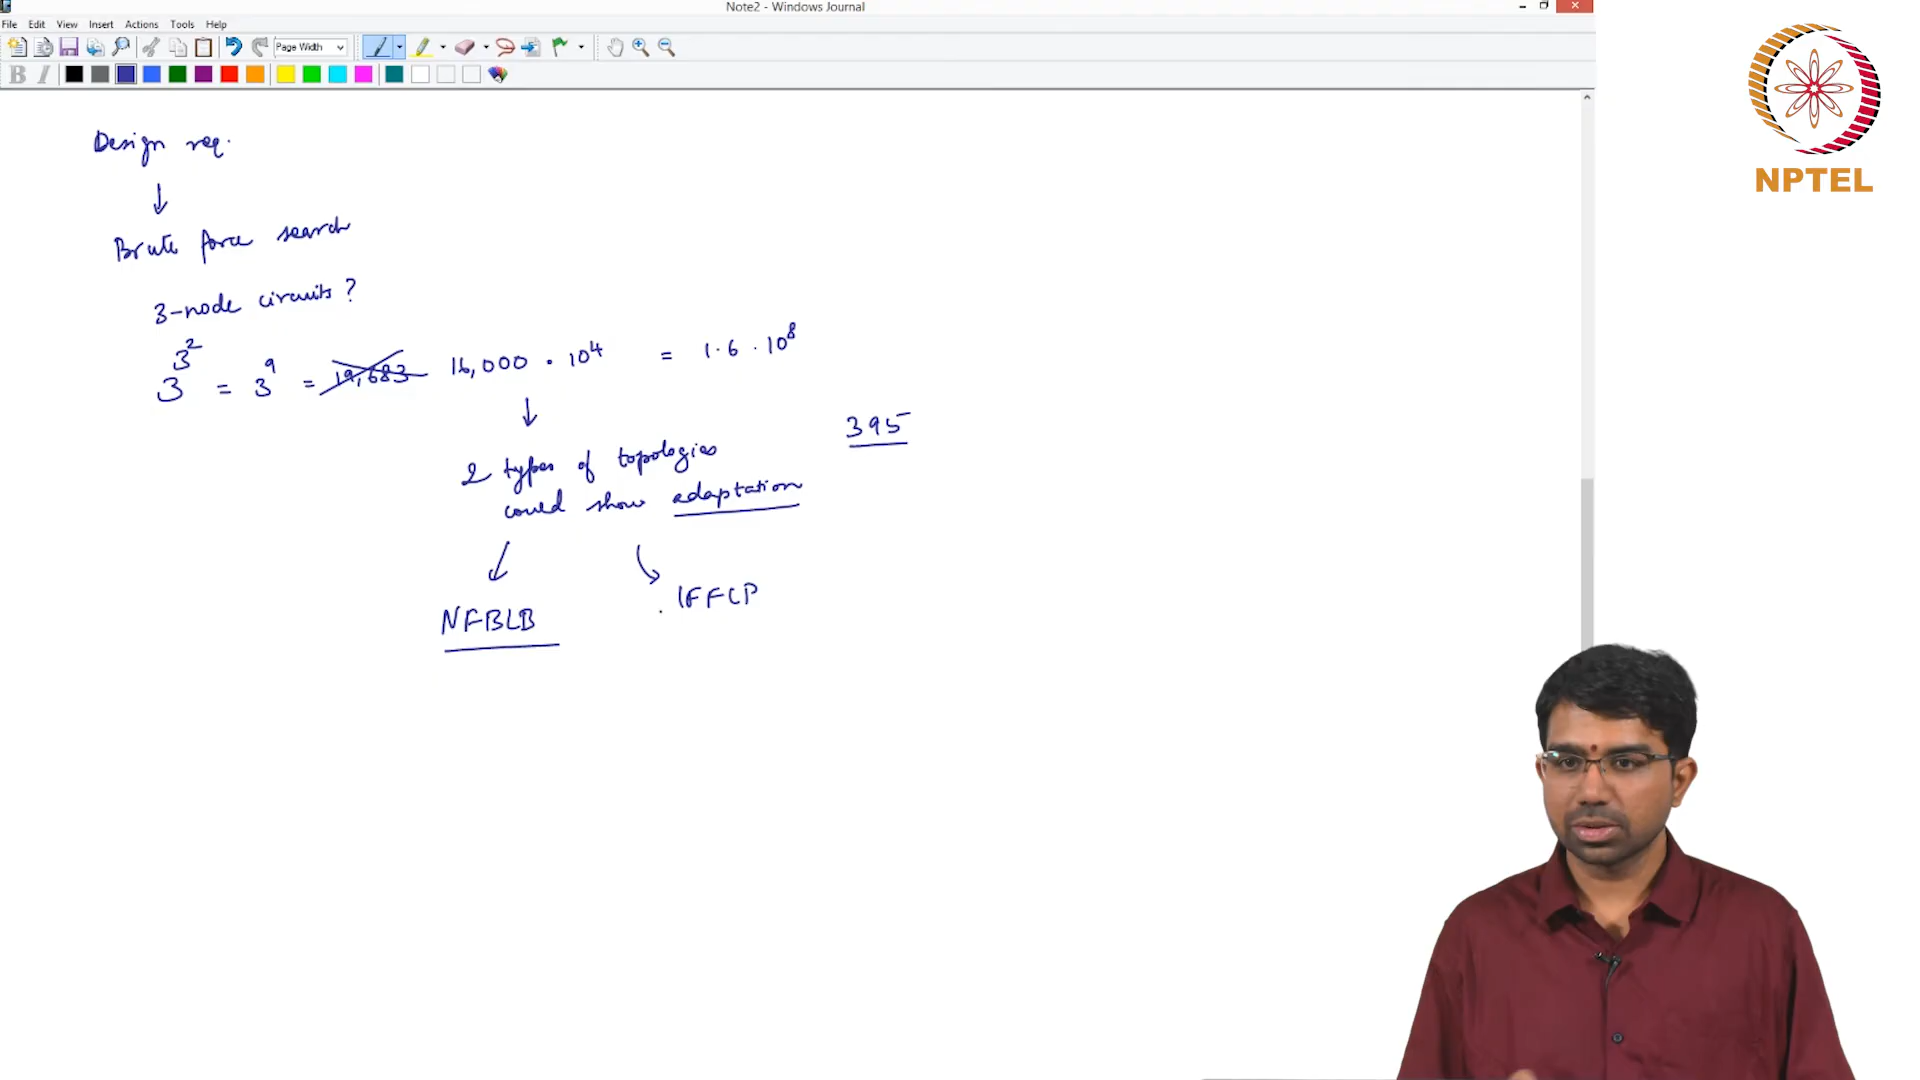 Note2 - Windows Journal
File Edit View Insert Actions Tools Help
Page Width
B I
NPTEL
Design req.
↓
Brute force search
3-node circuits?
3^3^2 = 3^9 = 19,683 16,000 · 10^4 = 1.6 · 10^8
↓
395
2 types of topologies
could show adaptation
NFBLB
IFFLP